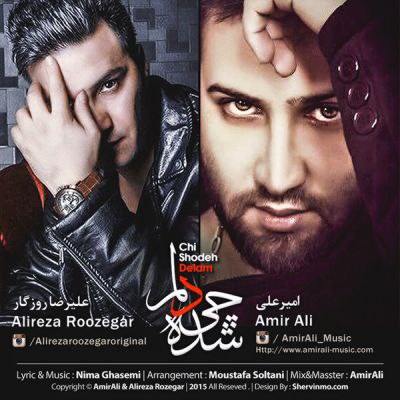 Chi
Shodeh
Delam
چی شده دلم
علیرضا روزگار
Alireza Roozegar
/Alirezaroozegaroriginal
امیرعلی
Amir Ali
/AmirAli_Music
Http://www.amirali-music.com
Lyric & Music : Nima Ghasemi | Arrangement : Moustafa Soltani | Mix&Masster : AmirAli
Copyright © AmirAli & Alireza Rozegar | 2015 All Reseved . | Design By : Shervinmo.com